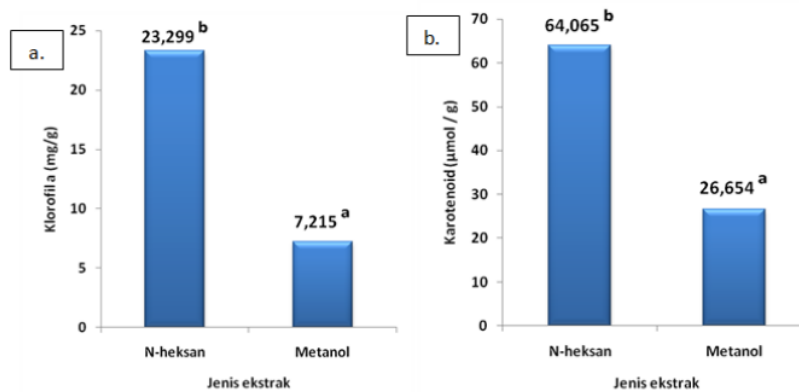 a.
Klorofil a (mg/g)
25
20
15
10
5
0
23,299 b
7,215 a
N-heksan Metanol
Jenis ekstrak
b.
Karotenoid (µmol / g)
70
60
50
40
30
20
10
0
64,065 b
26,654 a
N-heksan Metanol
Jenis ekstrak